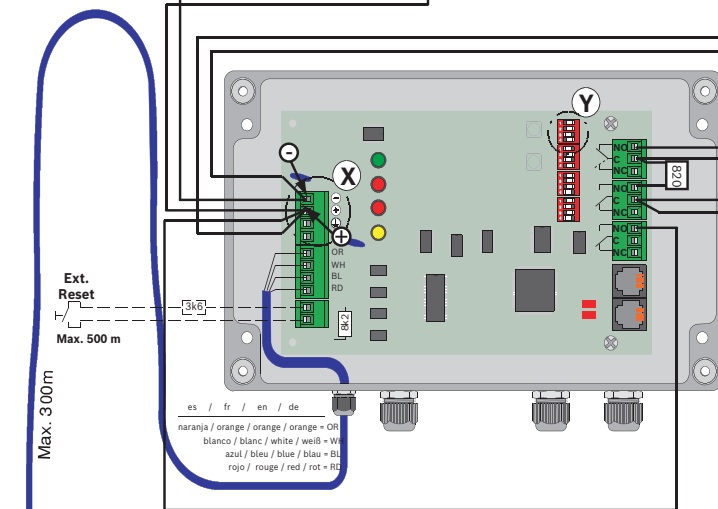 Y
NO
C
NC
820
NO
C
NC
NO
C
NC
-
X
-
+
+
OR
WH
BL
RD
Ext.
Reset
3k6
8k2
Max. 500 m
Max. 300m
es / fr / en / de
naranja / orange / orange / orange = OR
blanco / blanc / white / weiß = WH
azul / bleu / blue / blau = BL
rojo / rouge / red / rot = RD